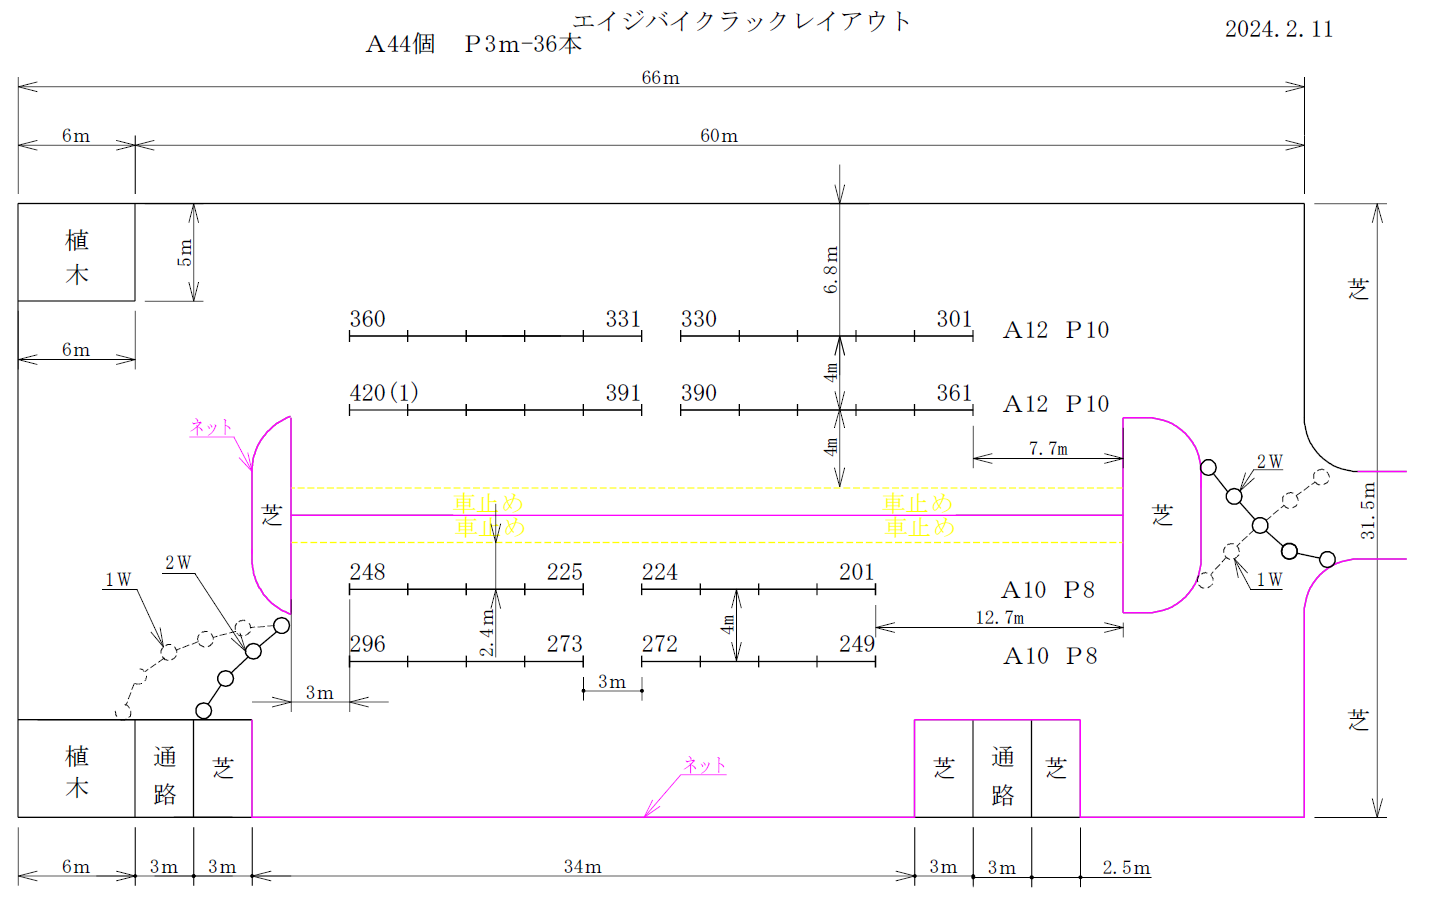 エイジバイクラックレイアウト
2024.2.11
A44個 P3m-36本
66m
6m
60m
植木
5m
6.8m
芝
6m
360
331
330
301
A12 P10
4m
420(1)
391
390
361
A12 P10
ネット
4m
7.7m
2W
車止め
車止め
芝
芝
31.5m
車止め
車止め
1W
2W
248
225
224
201
A10 P8
1W
2.4m
4m
12.7m
296
273
272
249
A10 P8
3m
3m
芝
植木
通路
芝
ネット
芝
通路
芝
6m
3m
3m
34m
3m
3m
2.5m